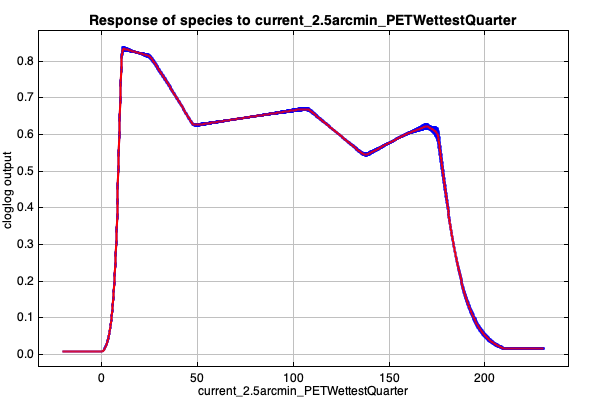 Response of species to current_2.5arcmin_PETWettestQuarter
cloglog output
0.8
0.7
0.6
0.5
0.4
0.3
0.2
0.1
0.0
0 50 100 150 200
current_2.5arcmin_PETWettestQuarter